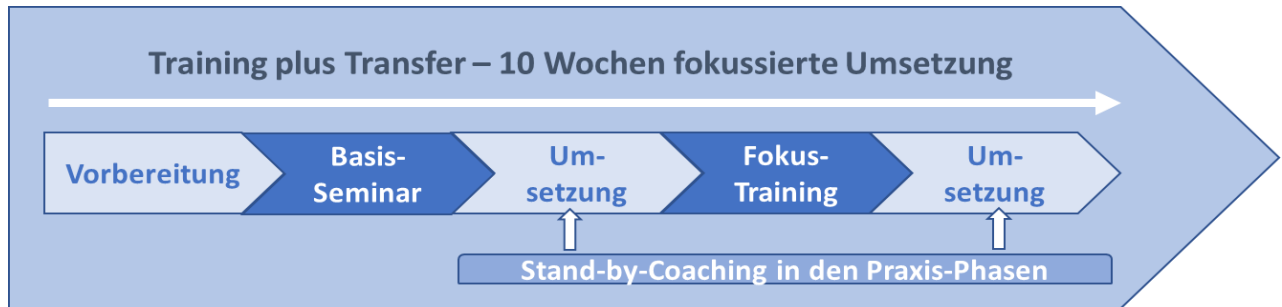 Training plus Transfer – 10 Wochen fokussierte Umsetzung
Vorbereitung
Basis-
Seminar
Um-
setzung
Fokus-
Training
Um-
setzung
Stand-by-Coaching in den Praxis-Phasen